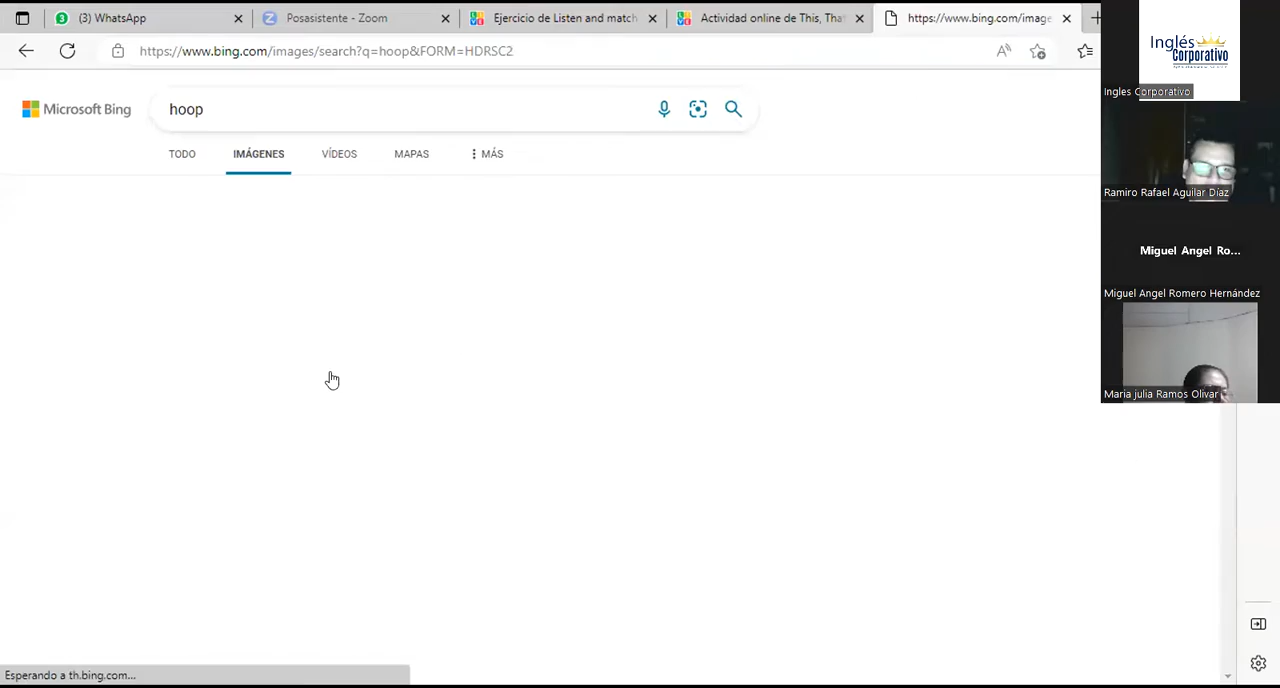 (3) WhatsApp
Posasistente - Zoom
Ejercicio de Listen and match
Actividad online de This, Tha
https://www.bing.com/image
https://www.bing.com/images/search?q=hoop&FORM=HDRSC2
Microsoft Bing
hoop
TODO
IMÁGENES
VÍDEOS
MAPAS
MÁS
Esperando a th.bing.com...
Inglés
Corporativo
Ingles Corporativo
Ramiro Rafael Aguilar Díaz
Miguel Angel Ro...
Miguel Angel Romero Hernández
Maria julia Ramos Olivar